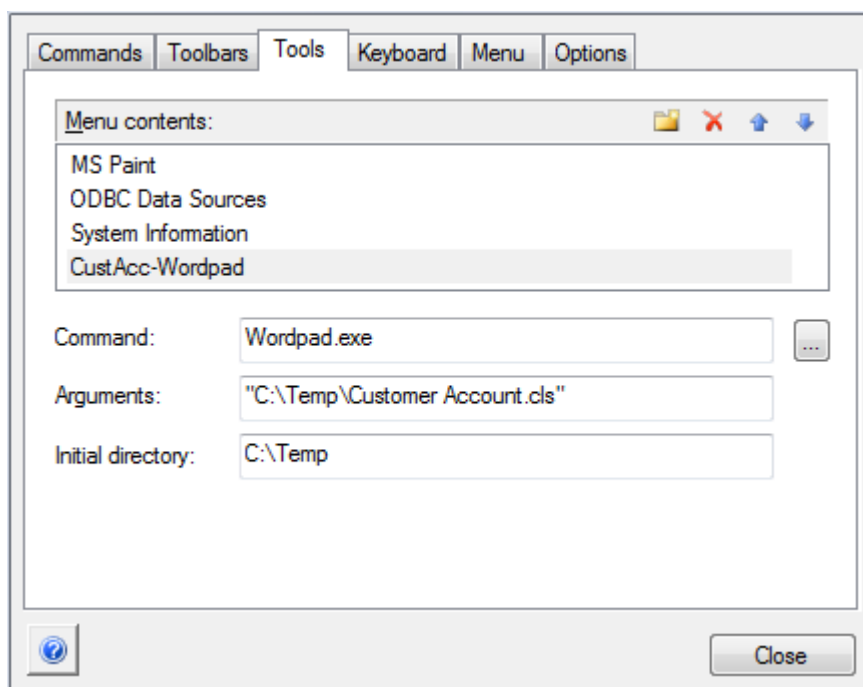 Commands Toolbars Tools Keyboard Menu Options
Menu contents:
MS Paint
ODBC Data Sources
System Information
CustAcc-Wordpad
Command: Wordpad.exe ...
Arguments: "C:\Temp\Customer Account.cls"
Initial directory: C:\Temp
? Close